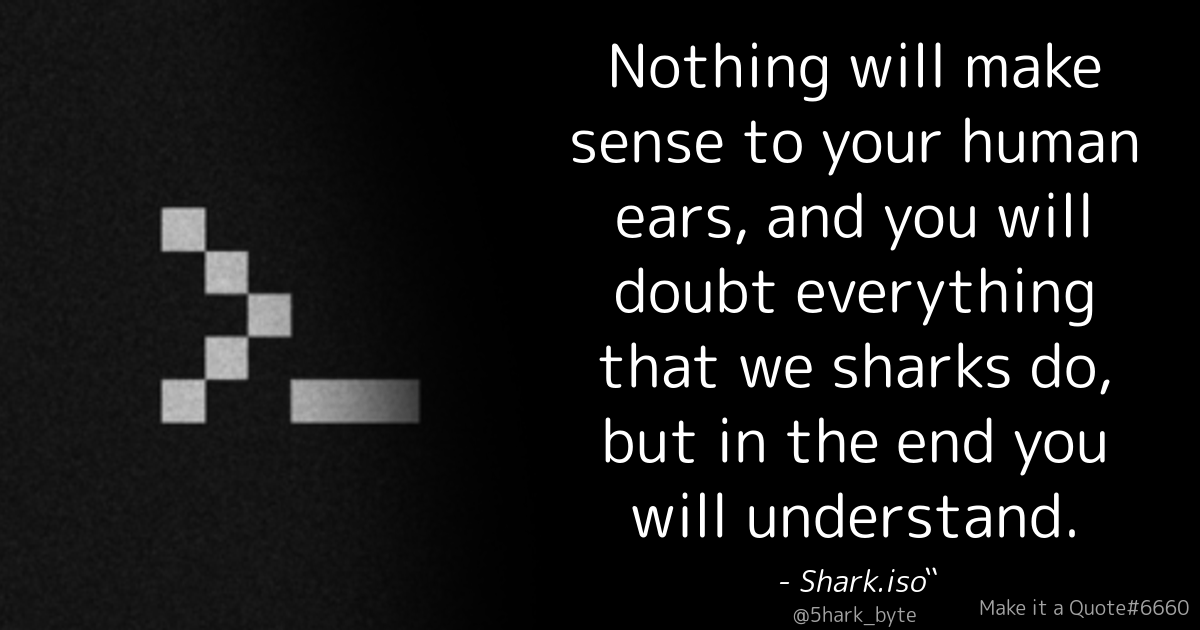 Nothing will make
sense to your human
ears, and you will
doubt everything
that we sharks do,
but in the end you
will understand.
- Shark.iso‶
@5hark_byte
Make it a Quote#6660